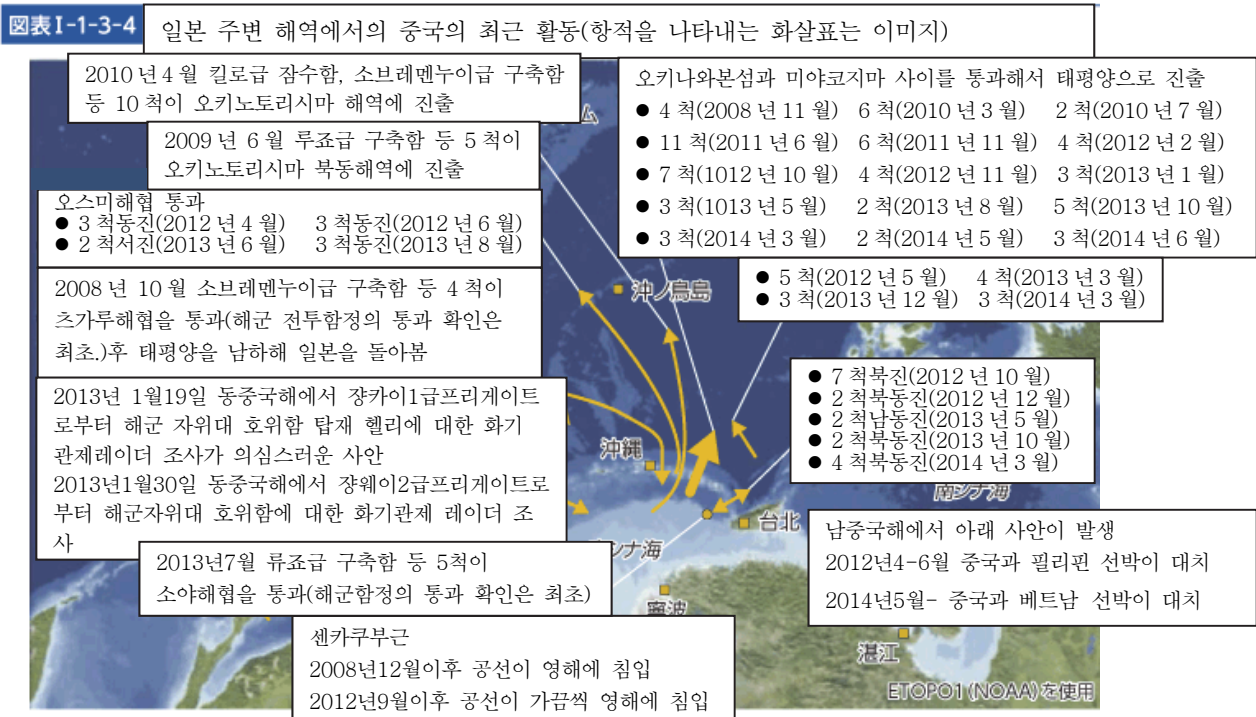 図表 I-1-3-4
일본 주변 해역에서의 중국의 최근 활동(항적을 나타내는 화살표는 이미지)
2010 년 4 월 킬로급 잠수함, 소브레멘누이급 구축함
등 10 척이 오키노토리시마 해역에 진출
2009 년 6 월 루죠급 구축함 등 5 척이
오키노토리시마 북동해역에 진출
오스미해협 통과
● 3 척동진(2012 년 4 월) 3 척동진(2012 년 6 월)
● 2 척서진(2013 년 6 월) 3 척동진(2013 년 8 월)
2008 년 10 월 소브레멘누이급 구축함 등 4 척이
츠가루해협을 통과(해군 전투함정의 통과 확인은
최초.)후 태평양을 남하해 일본을 돌아봄
2013년 1월19일 동중국해에서 쟝카이1급프리게이트
로부터 해군 자위대 호위함 탑재 헬리에 대한 화기
관제레이더 조사가 의심스러운 사안
2013년1월30일 동중국해에서 쟝웨이2급프리게이트로
부터 해군자위대 호위함에 대한 화기관제 레이더 조
사
2013년7월 류죠급 구축함 등 5척이
소야해협을 통과(해군함정의 통과 확인은 최초)
센카쿠부근
2008년12월이후 공선이 영해에 침입
2012년9월이후 공선이 가끔씩 영해에 침입
오키나와본섬과 미야코지마 사이를 통과해서 태평양으로 진출
● 4 척(2008 년 11 월) 6 척(2010 년 3 월) 2 척(2010 년 7 월)
● 11 척(2011 년 6 월) 6 척(2011 년 11 월) 4 척(2012 년 2 월)
● 7 척(1012 년 10 월) 4 척(2012 년 11 월) 3 척(2013 년 1 월)
● 3 척(1013 년 5 월) 2 척(2013 년 8 월) 5 척(2013 년 10 월)
● 3 척(2014 년 3 월) 2 척(2014 년 5 월) 3 척(2014 년 6 월)
● 5 척(2012 년 5 월) 4 척(2013 년 3 월)
● 3 척(2013 년 12 월) 3 척(2014 년 3 월)
● 7 척북진(2012 년 10 월)
● 2 척북동진(2012 년 12 월)
● 2 척남동진(2013 년 5 월)
● 2 척북동진(2013 년 10 월)
● 4 척북동진(2014 년 3 월)
남중국해에서 아래 사안이 발생
2012년4-6월 중국과 필리핀 선박이 대치
2014년5월- 중국과 베트남 선박이 대치
ム
沖ノ鳥島
沖縄
台北
南シナ海
シナ海
寧波
湛江
ETOPO1 (NOAA) を使用